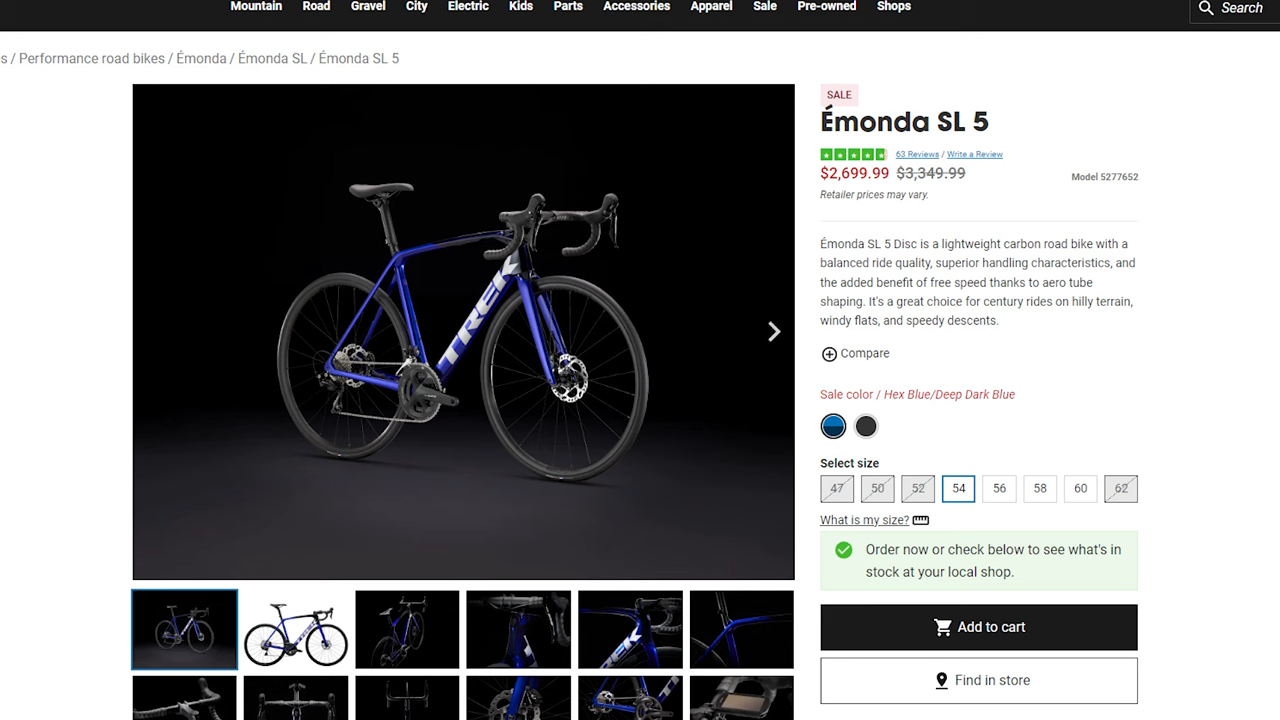 Mountain Road Gravel City Electric Kids Parts Accessories Apparel Sale Pre-owned Shops Search
s / Performance road bikes / Émonda / Émonda SL / Émonda SL 5
SALE
Émonda SL 5
63 Reviews / Write a Review
$2,699.99 $3,349.99
Model 5277652
Retailer prices may vary.
Émonda SL 5 Disc is a lightweight carbon road bike with a
balanced ride quality, superior handling characteristics, and
the added benefit of free speed thanks to aero tube
shaping. It's a great choice for century rides on hilly terrain,
windy flats, and speedy descents.
Compare
Sale color / Hex Blue/Deep Dark Blue
Select size
47 50 52 54 56 58 60 62
What is my size?
Order now or check below to see what's in
stock at your local shop.
Add to cart
Find in store
TREK